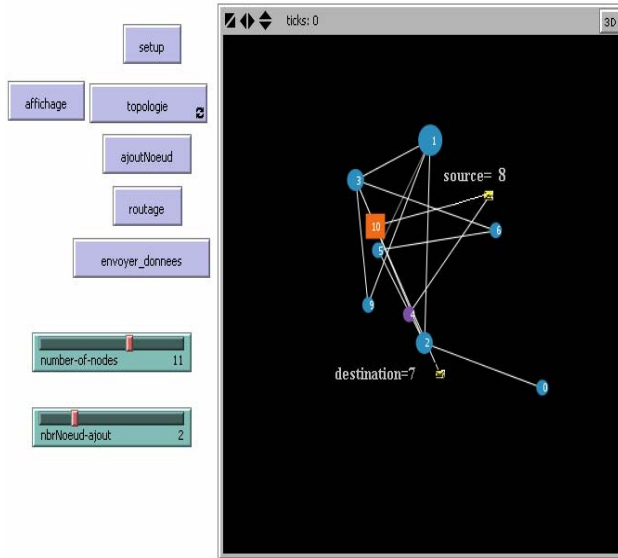 setup
affichage
topologie
ajoutNoeud
routage
envoyer_donnees
number-of-nodes 11
nbrNoeud-ajout 2
ticks: 0
3D
1
3
source= 8
10
6
5
9
4
2
destination=7
0